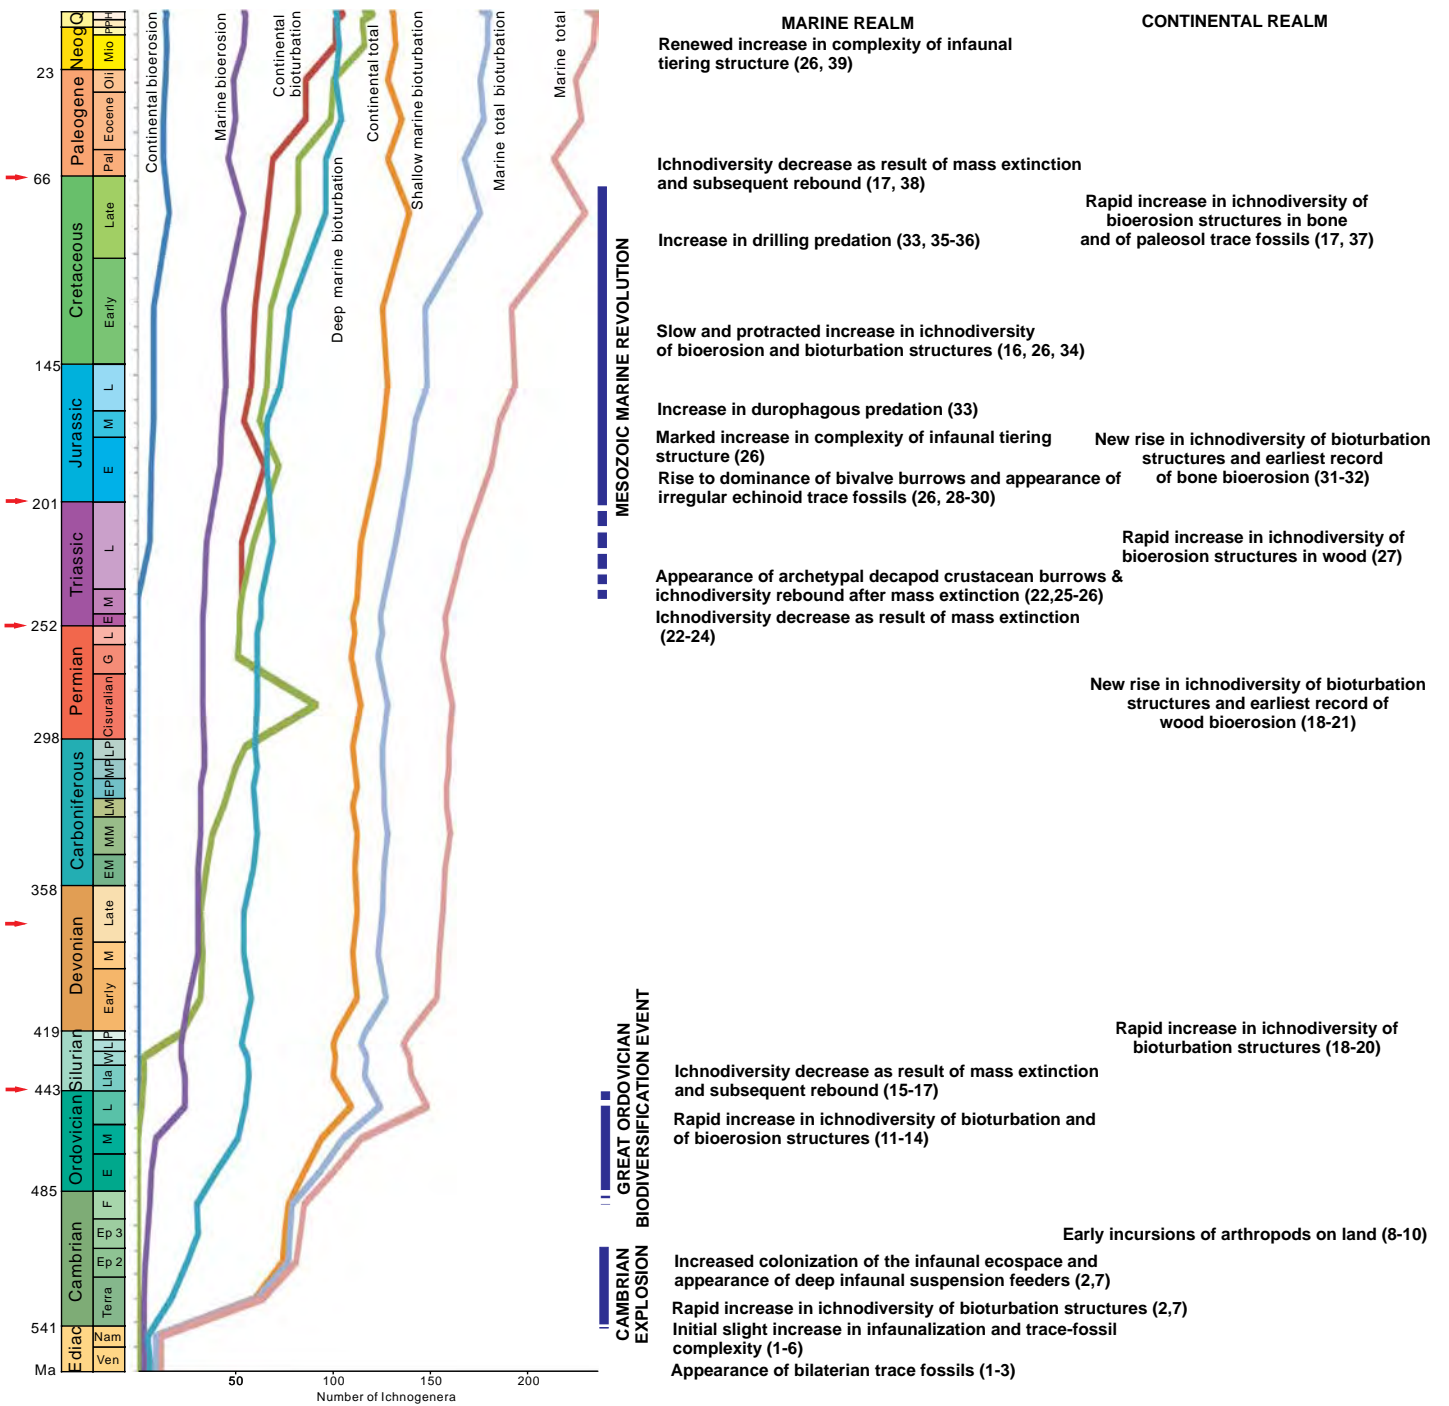 MARINE REALM
CONTINENTAL REALM
Renewed increase in complexity of infaunal
tiering structure (26, 39)
Ichnodiversity decrease as result of mass extinction
and subsequent rebound (17, 38)
Rapid increase in ichnodiversity of
bioerosion structures in bone
and of paleosol trace fossils (17, 37)
Increase in drilling predation (33, 35-36)
Slow and protracted increase in ichnodiversity
of bioerosion and bioturbation structures (16, 26, 34)
Increase in durophagous predation (33)
Marked increase in complexity of infaunal tiering
structure (26)
New rise in ichnodiversity of bioturbation
structures and earliest record
of bone bioerosion (31-32)
Rise to dominance of bivalve burrows and appearance of
irregular echinoid trace fossils (26, 28-30)
Rapid increase in ichnodiversity of
bioerosion structures in wood (27)
Appearance of archetypal decapod crustacean burrows &
ichnodiversity rebound after mass extinction (22,25-26)
Ichnodiversity decrease as result of mass extinction
(22-24)
New rise in ichnodiversity of bioturbation
structures and earliest record of
wood bioerosion (18-21)
Rapid increase in ichnodiversity of
bioturbation structures (18-20)
Ichnodiversity decrease as result of mass extinction
and subsequent rebound (15-17)
Rapid increase in ichnodiversity of bioturbation and
of bioerosion structures (11-14)
Early incursions of arthropods on land (8-10)
Increased colonization of the infaunal ecospace and
appearance of deep infaunal suspension feeders (2,7)
Rapid increase in ichnodiversity of bioturbation structures (2,7)
Initial slight increase in infaunalization and trace-fossil
complexity (1-6)
Appearance of bilaterian trace fossils (1-3)
MESOZOIC MARINE REVOLUTION
GREAT ORDOVICIAN
BIODIVERSIFICATION EVENT
CAMBRIAN
EXPLOSION
Continental bioerosion
Marine bioerosion
Continental
bioturbation
Deep marine bioturbation
Continental total
Shallow marine bioturbation
Marine total bioturbation
Marine total
Q
H
P
P
Neog
Mio
23
Oli
Paleogene
Eocene
Pal
66
Cretaceous
Late
Early
145
Jurassic
L
M
E
201
Triassic
L
M
E
252
Permian
L
G
Cisuralian
298
Carboniferous
LP
MP
EP
LM
MM
EM
358
Devonian
Late
M
Early
419
Silurian
P
L
W
Lla
443
Ordovician
L
M
E
485
Cambrian
F
Ep 3
Ep 2
Terra
541
Ediac
Nam
Ven
Ma
50
100
150
200
Number of Ichnogenera